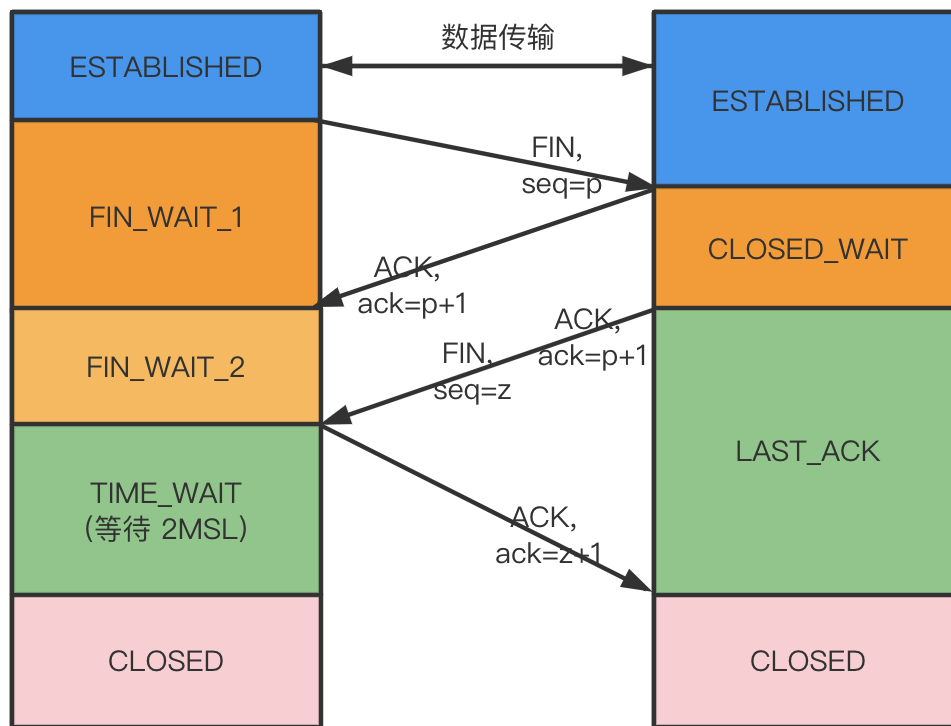 数据传输
ESTABLISHED
ESTABLISHED
FIN,
seq=p
FIN_WAIT_1
CLOSED_WAIT
ACK,
ack=p+1
ACK,
ack=p+1
FIN,
seq=z
FIN_WAIT_2
LAST_ACK
TIME_WAIT
(等待 2MSL)
ACK,
ack=z+1
CLOSED
CLOSED